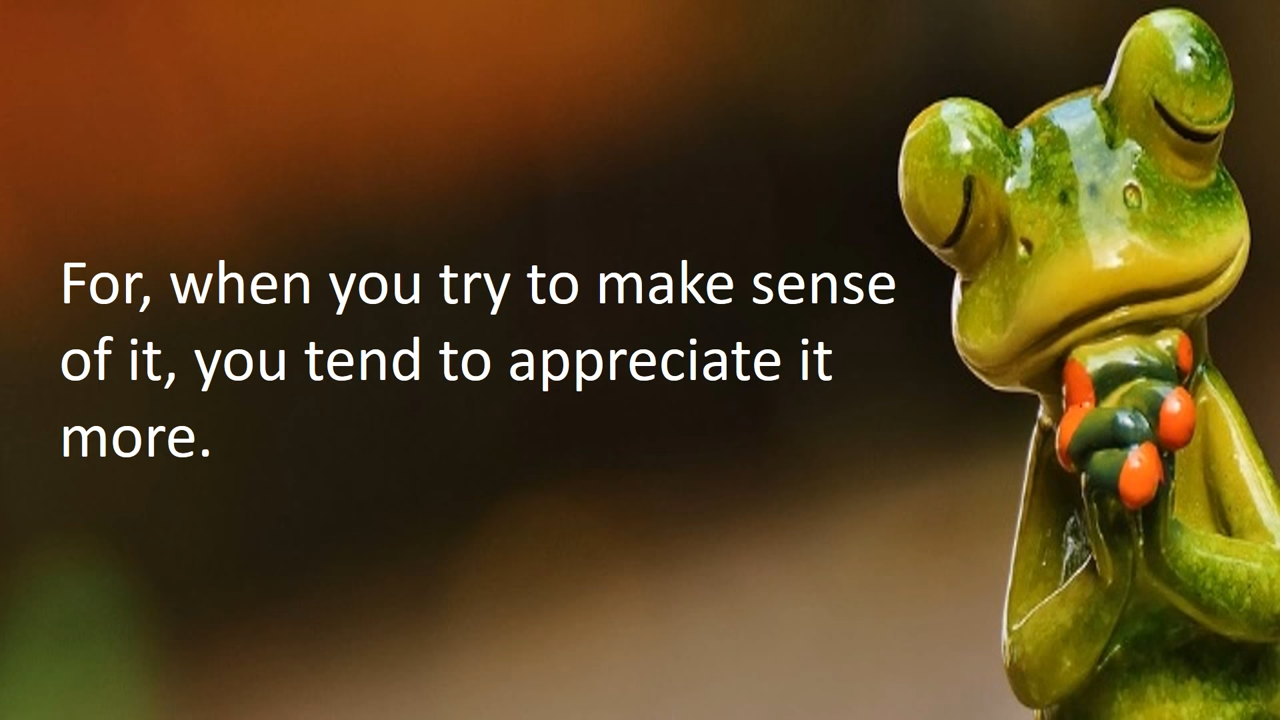 For, when you try to make sense
of it, you tend to appreciate it
more.